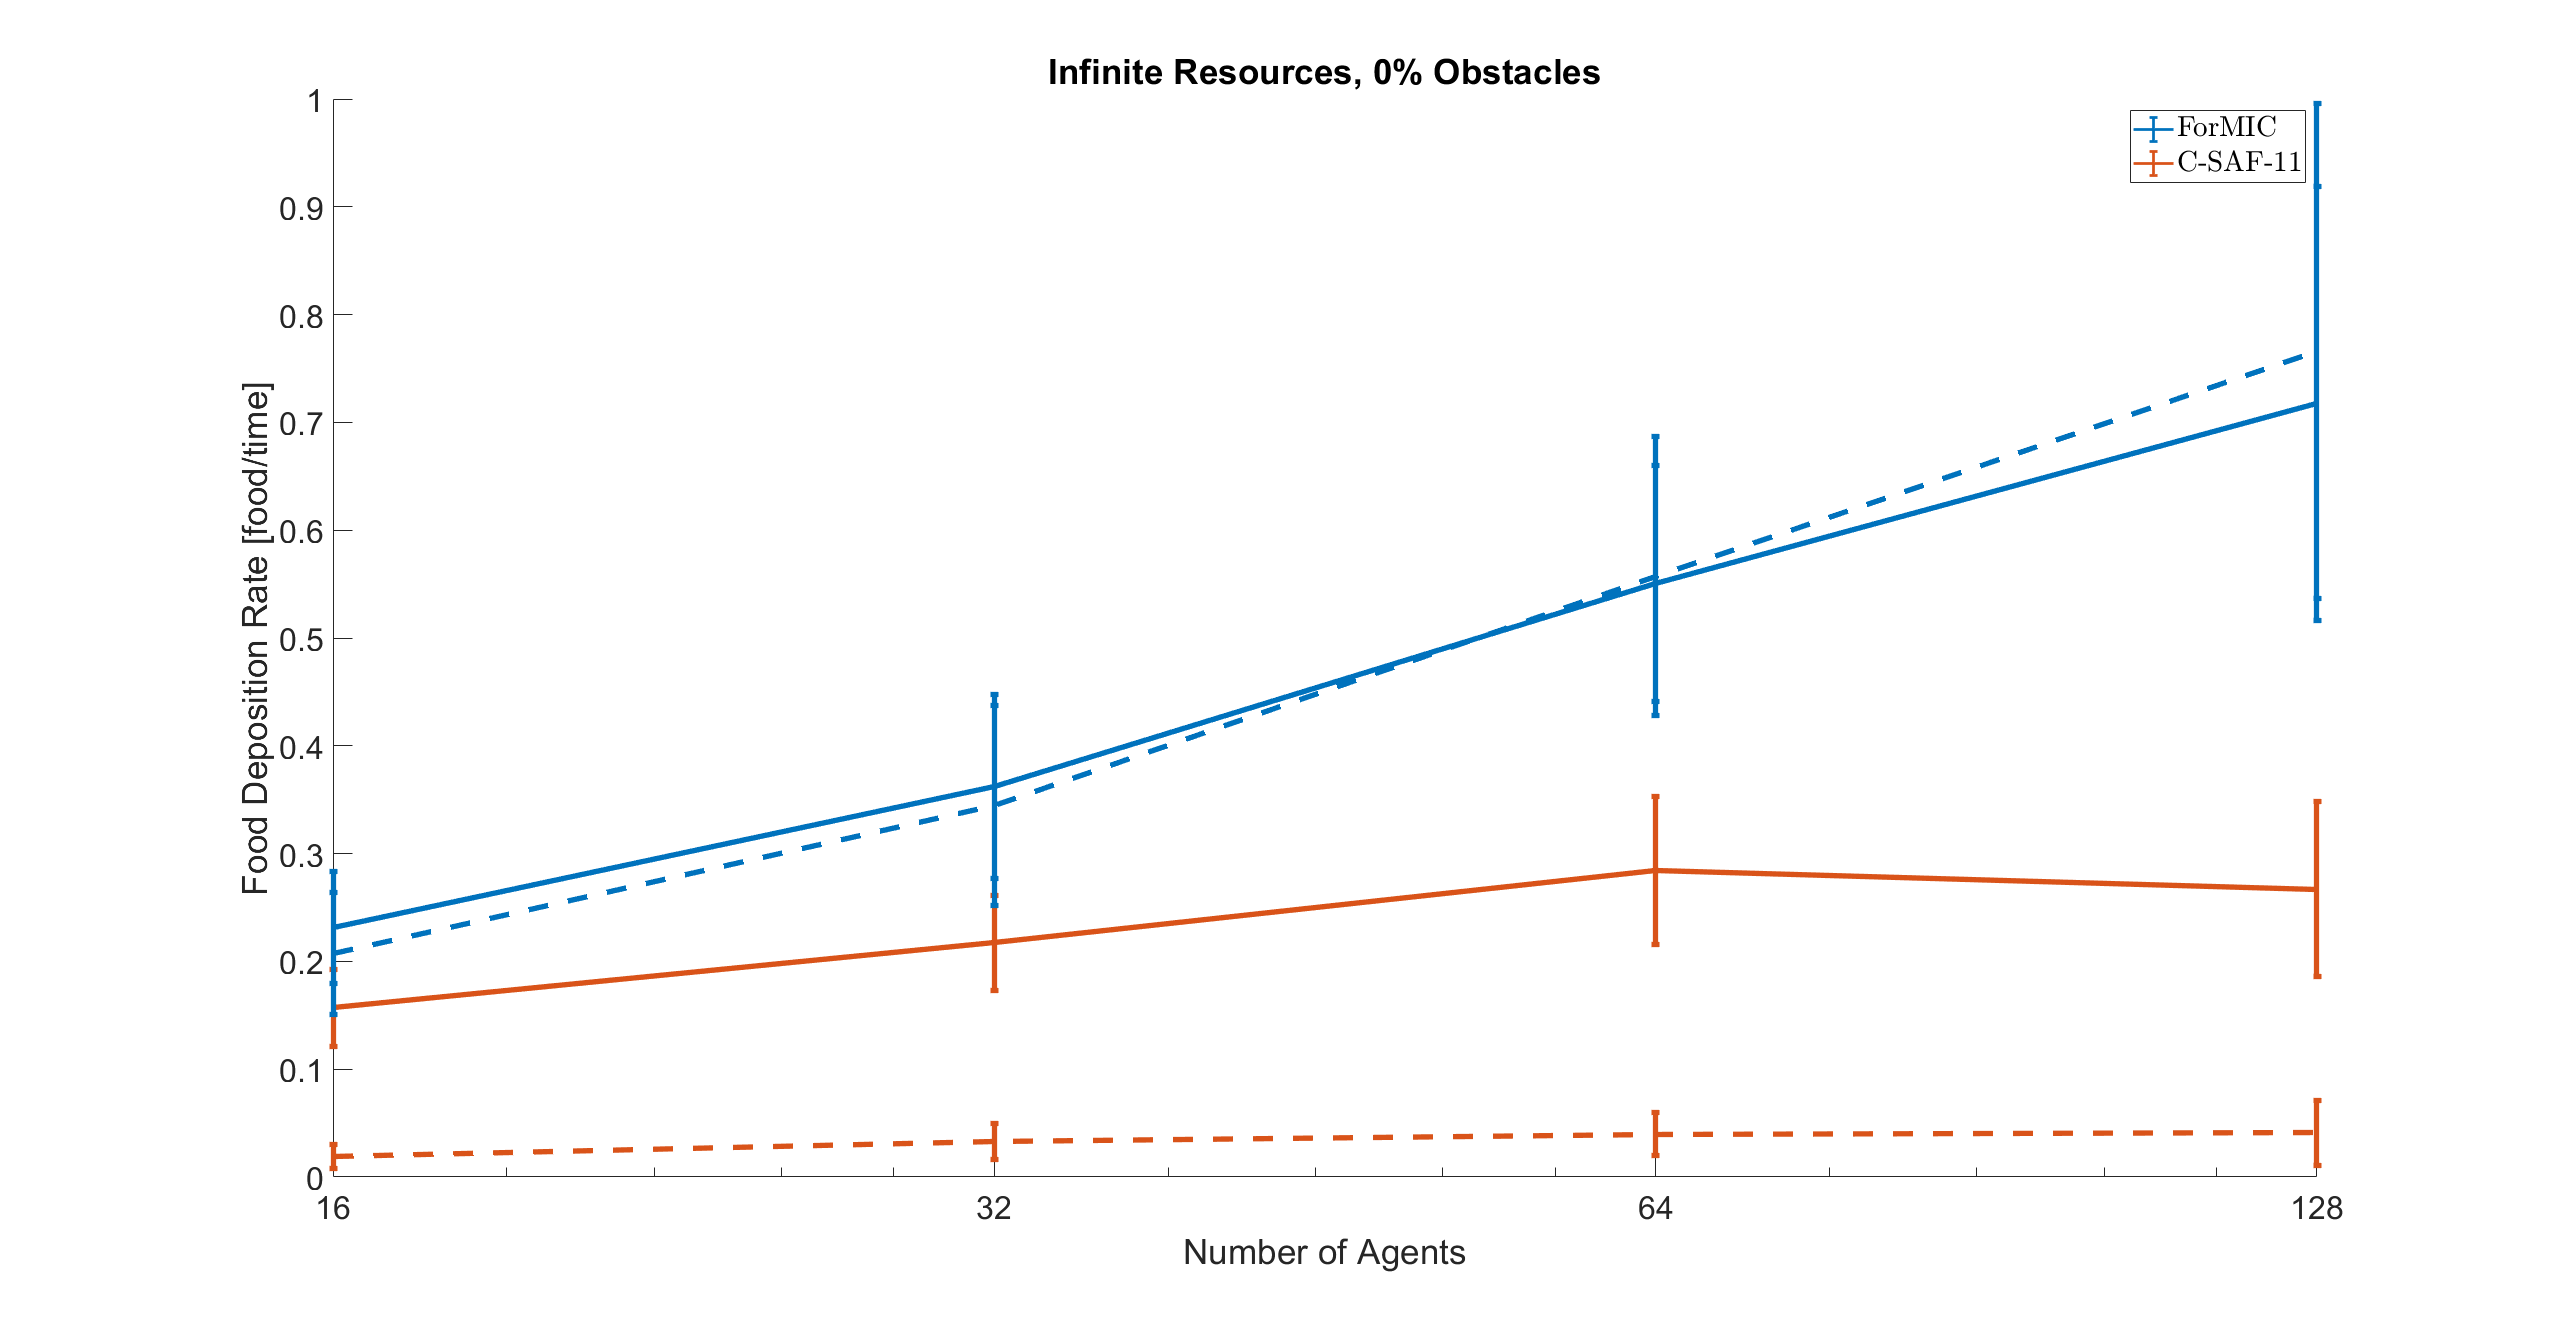 Infinite Resources, 0% Obstacles
1
0.9
0.8
0.7
0.6
0.5
0.4
0.3
0.2
0.1
0
Food Deposition Rate [food/time]
ForMIC
C-SAF-11
16 32 64 128
Number of Agents